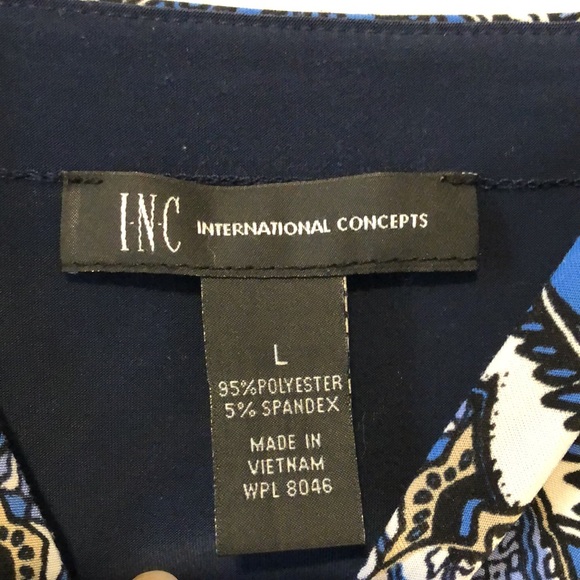 I·N·C INTERNATIONAL CONCEPTS
L
95%POLYESTER
5% SPANDEX
MADE IN
VIETNAM
WPL 8046